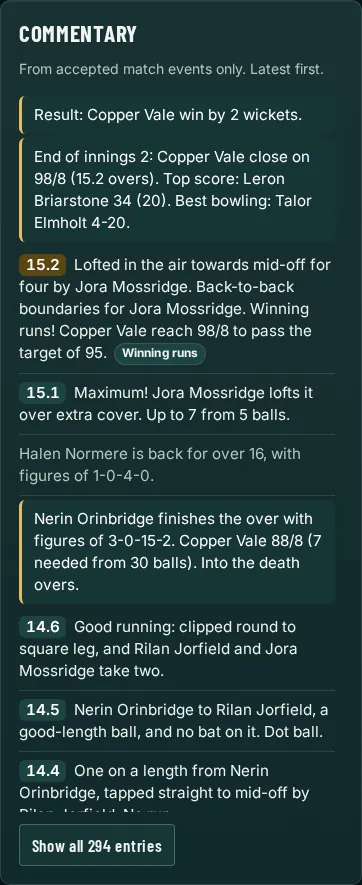 COMMENTARY
From accepted match events only. Latest first.
Result: Copper Vale win by 2 wickets.
End of innings 2: Copper Vale close on
98/8 (15.2 overs). Top score: Leron
Briarstone 34 (20). Best bowling: Talor
Elmholt 4-20.
15.2 Lofted in the air towards mid-off for
four by Jora Mossridge. Back-to-back
boundaries for Jora Mossridge. Winning
runs! Copper Vale reach 98/8 to pass the
target of 95. Winning runs
15.1 Maximum! Jora Mossridge lofts it
over extra cover. Up to 7 from 5 balls.
Halen Normere is back for over 16, with
figures of 1-0-4-0.
Nerin Orinbridge finishes the over with
figures of 3-0-15-2. Copper Vale 88/8 (7
needed from 30 balls). Into the death
overs.
14.6 Good running: clipped round to
square leg, and Rilan Jorfield and Jora
Mossridge take two.
14.5 Nerin Orinbridge to Rilan Jorfield, a
good-length ball, and no bat on it. Dot ball.
14.4 One on a length from Nerin
Orinbridge, tapped straight to mid-off by
Rilan Jorfield. No run.
Show all 294 entries